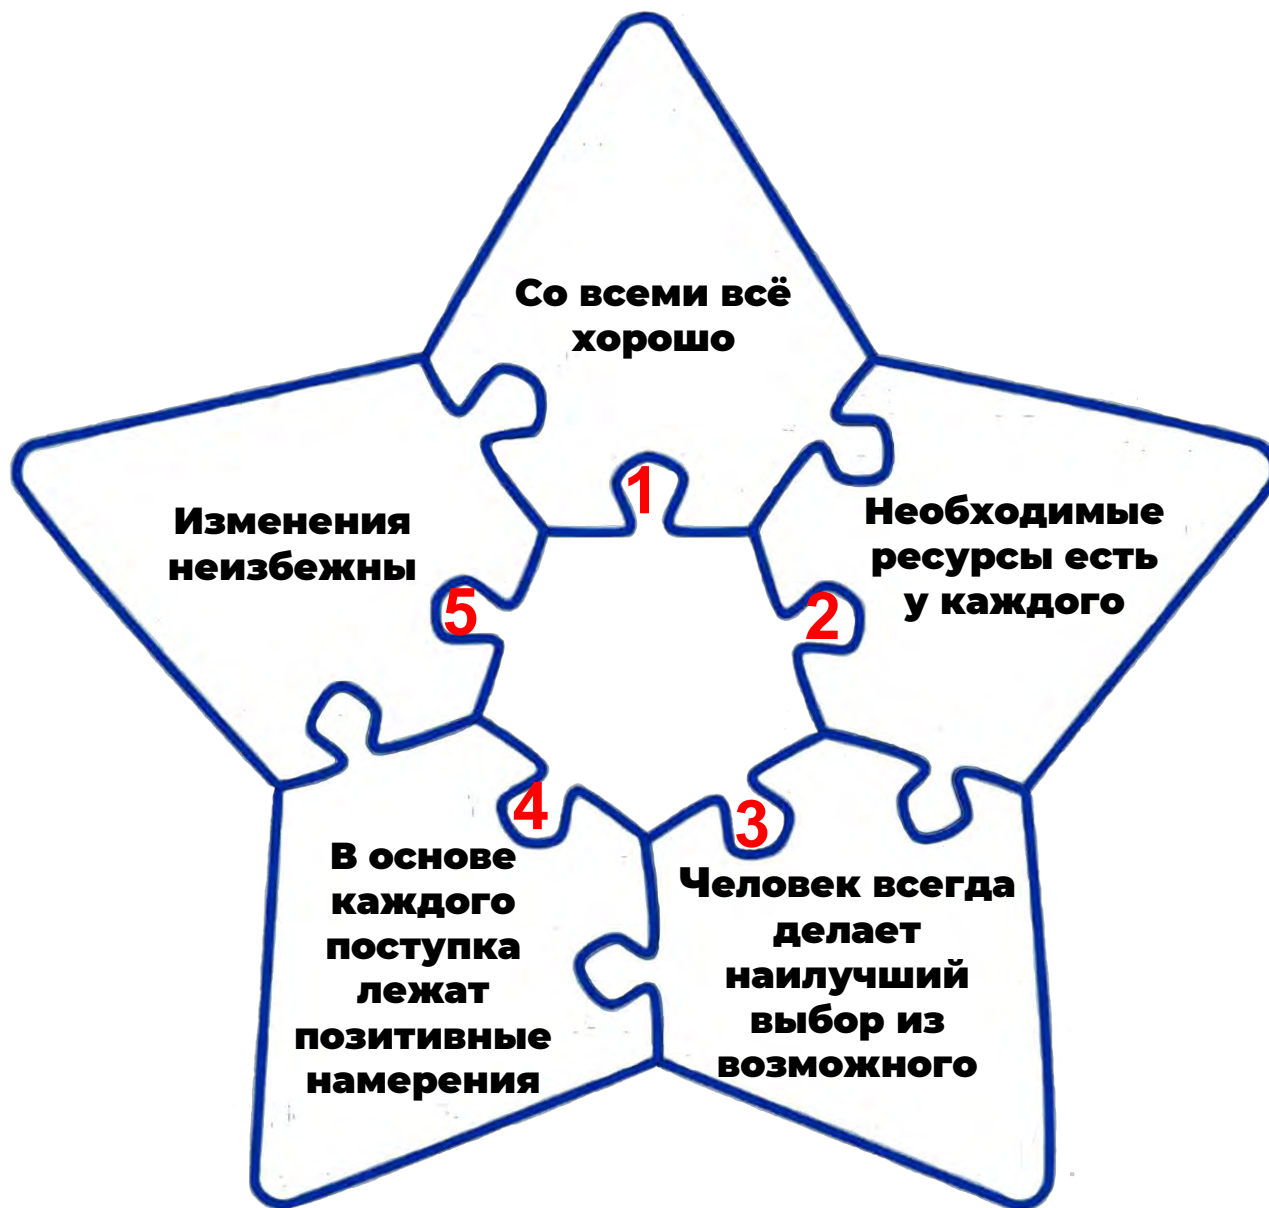 Со всеми всё
хорошо
1
Необходимые
ресурсы есть
у каждого
2
Человек всегда
делает
наилучший
выбор из
возможного
3
В основе
каждого
поступка
лежат
позитивные
намерения
4
Изменения
неизбежны
5